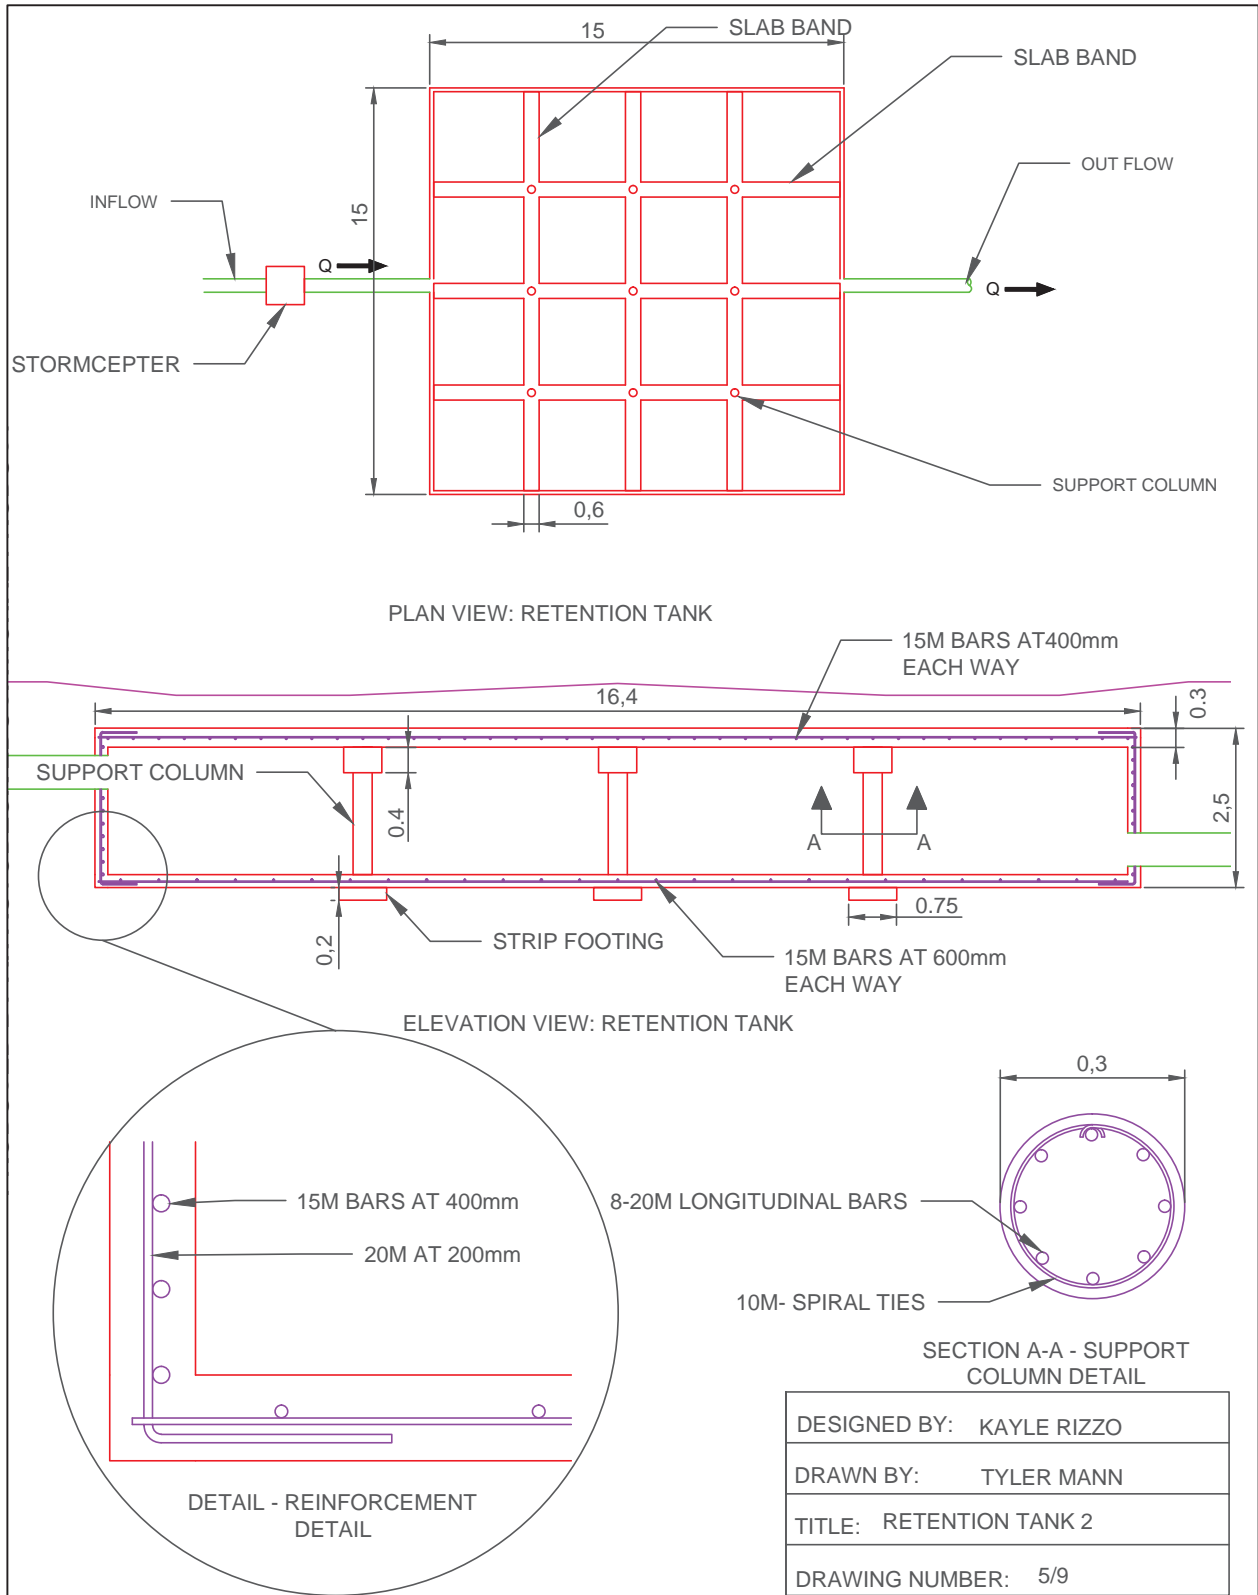 15
SLAB BAND
SLAB BAND
OUT FLOW
INFLOW
15
Q
Q
STORMCEPTER
SUPPORT COLUMN
0,6
PLAN VIEW: RETENTION TANK
15M BARS AT400mm
EACH WAY
16,4
0.3
SUPPORT COLUMN
0.4
A
A
2,5
0.75
0,2
STRIP FOOTING
15M BARS AT 600mm
EACH WAY
ELEVATION VIEW: RETENTION TANK
0,3
15M BARS AT 400mm
8-20M LONGITUDINAL BARS
20M AT 200mm
10M- SPIRAL TIES
SECTION A-A - SUPPORT
COLUMN DETAIL
DETAIL - REINFORCEMENT
DETAIL
DESIGNED BY: KAYLE RIZZO
DRAWN BY: TYLER MANN
TITLE: RETENTION TANK 2
DRAWING NUMBER: 5/9